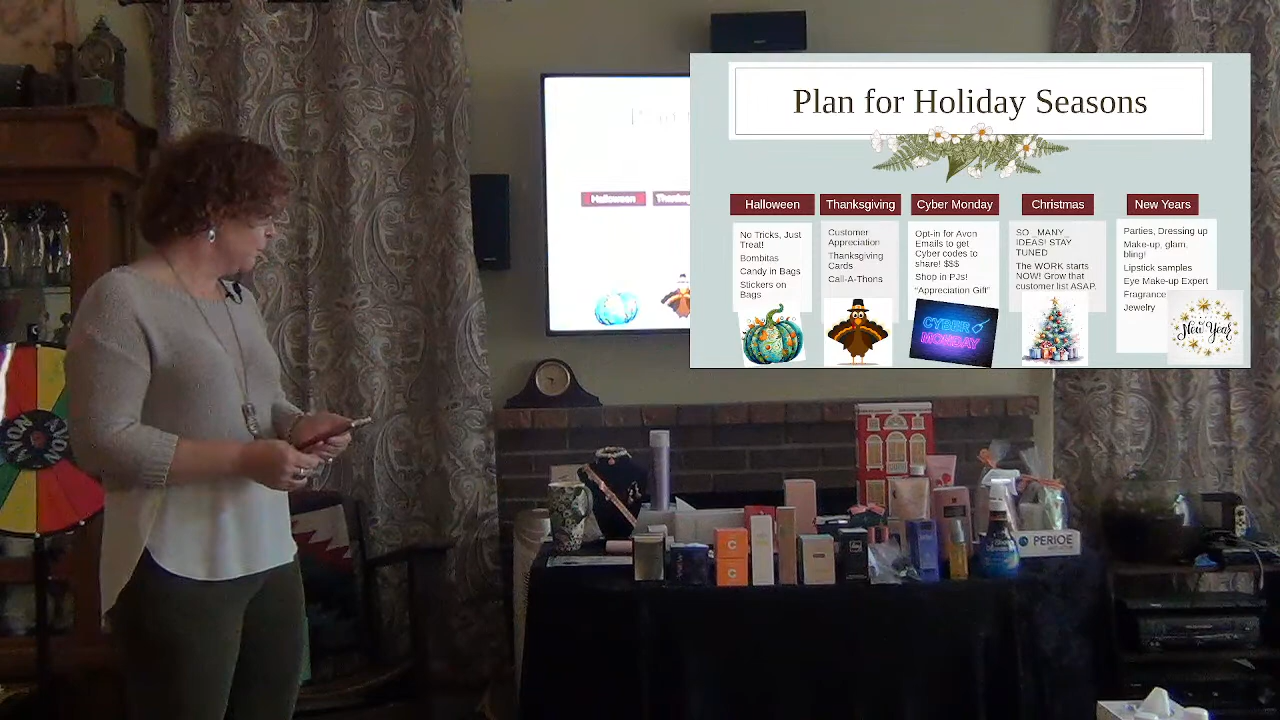 Plan for Holiday Seasons
Halloween
No Tricks, Just
Treat!
Bombitas
Candy in Bags
Stickers on
Bags
Thanksgiving
Customer
Appreciation
Thanksgiving
Cards
Call-A-Thons
Cyber Monday
Opt-in for Avon
Emails to get
Cyber codes to
share! $$$
Shop in PJs!
"Appreciation Gift"
CYBER
MONDAY
Christmas
SO _MANY_
IDEAS! STAY
TUNED
The WORK starts
NOW! Grow that
customer list ASAP.
New Years
Parties, Dressing up
Make-up, glam,
bling!
Lipstick samples
Eye Make-up Expert
Fragrance
Jewelry
New Year
Halloween
PERIOE
C
C